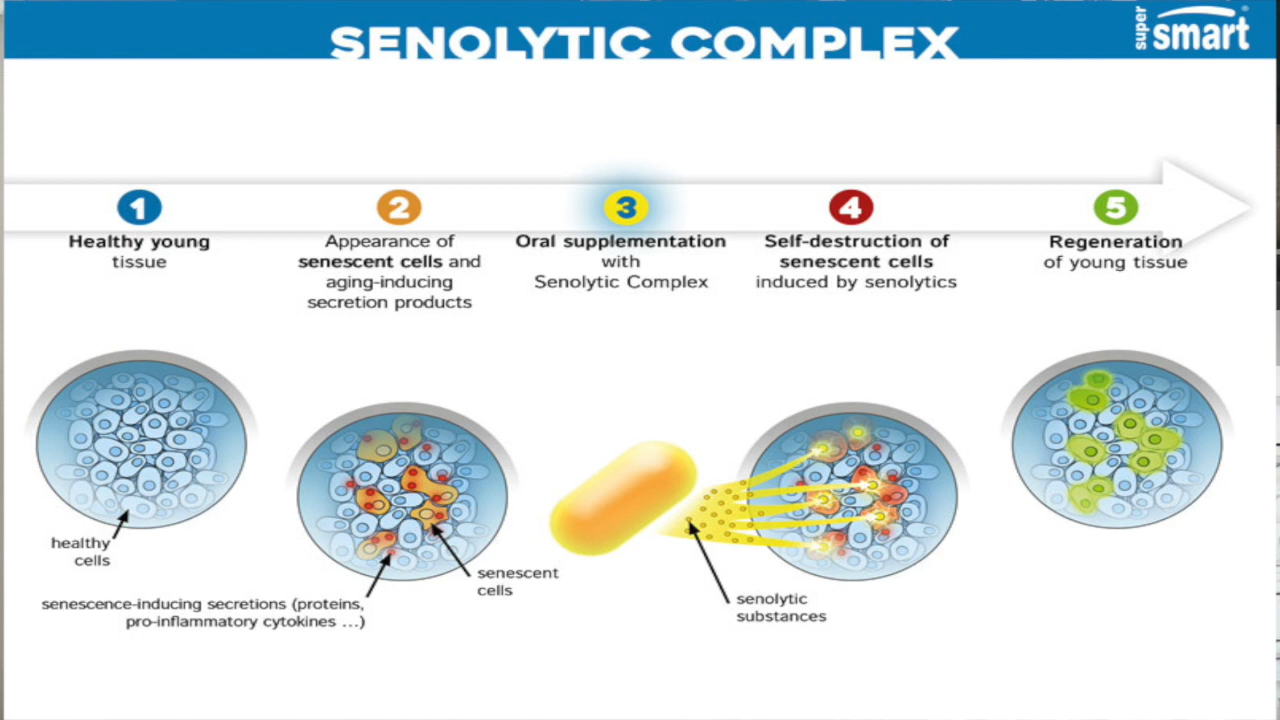 SENOLYTIC COMPLEX
super
smart
1
Healthy young
tissue
2
Appearance of
senescent cells and
aging-inducing
secretion products
3
Oral supplementation
with
Senolytic Complex
4
Self-destruction of
senescent cells
induced by senolytics
5
Regeneration
of young tissue
healthy
cells
senescence-inducing secretions (proteins,
pro-inflammatory cytokines ...)
senescent
cells
senolytic
substances